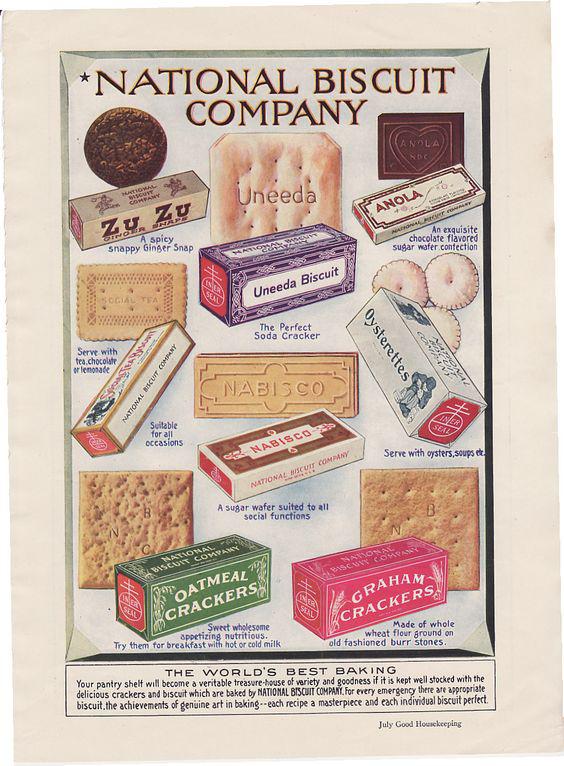 ★NATIONAL BISCUIT
COMPANY
ANOLA
NBC
Uneeda
NATIONAL
BISCUIT
COMPANY
ZU ZU
GINGER SNAPS
A spicy
snappy Ginger Snap
ANOLA
NATIONAL BISCUIT COMPANY
An exquisite
chocolate flavored
sugar wafer confection
NATIONAL BISCUIT COMPANY
Uneeda Biscuit
IN ER
SEAL
The Perfect
Soda Cracker
SOCIAL TEA
Serve with
tea, chocolate
or lemonade
NATIONAL BISCUIT COMPANY
Suitable
for all
occasions
Oysterettes
NATIONAL
BISCUIT
COMPANY
IN ER
SEAL
Serve with oysters, soups etc.
NABISCO
NABISCO
NATIONAL BISCUIT COMPANY
A sugar wafer suited to all
social functions
B
N
C
NATIONAL
BISCUIT COMPANY
OATMEAL
CRACKERS
IN ER
SEAL
Sweet wholesome
appetizing nutritious.
Try them for breakfast with hot or cold milk
B
N
NATIONAL
BISCUIT COMPANY
GRAHAM
CRACKERS
IN ER
SEAL
Made of whole
wheat flour ground on
old fashioned burr stones.
THE WORLD'S BEST BAKING
Your pantry shelf will become a veritable treasure-house of variety and goodness if it is kept well stocked with the
delicious crackers and biscuit which are baked by NATIONAL BISCUIT COMPANY. For every emergency there are appropriate
biscuit, the achievements of genuine art in baking--each recipe a masterpiece and each individual biscuit perfect.
July Good Housekeeping